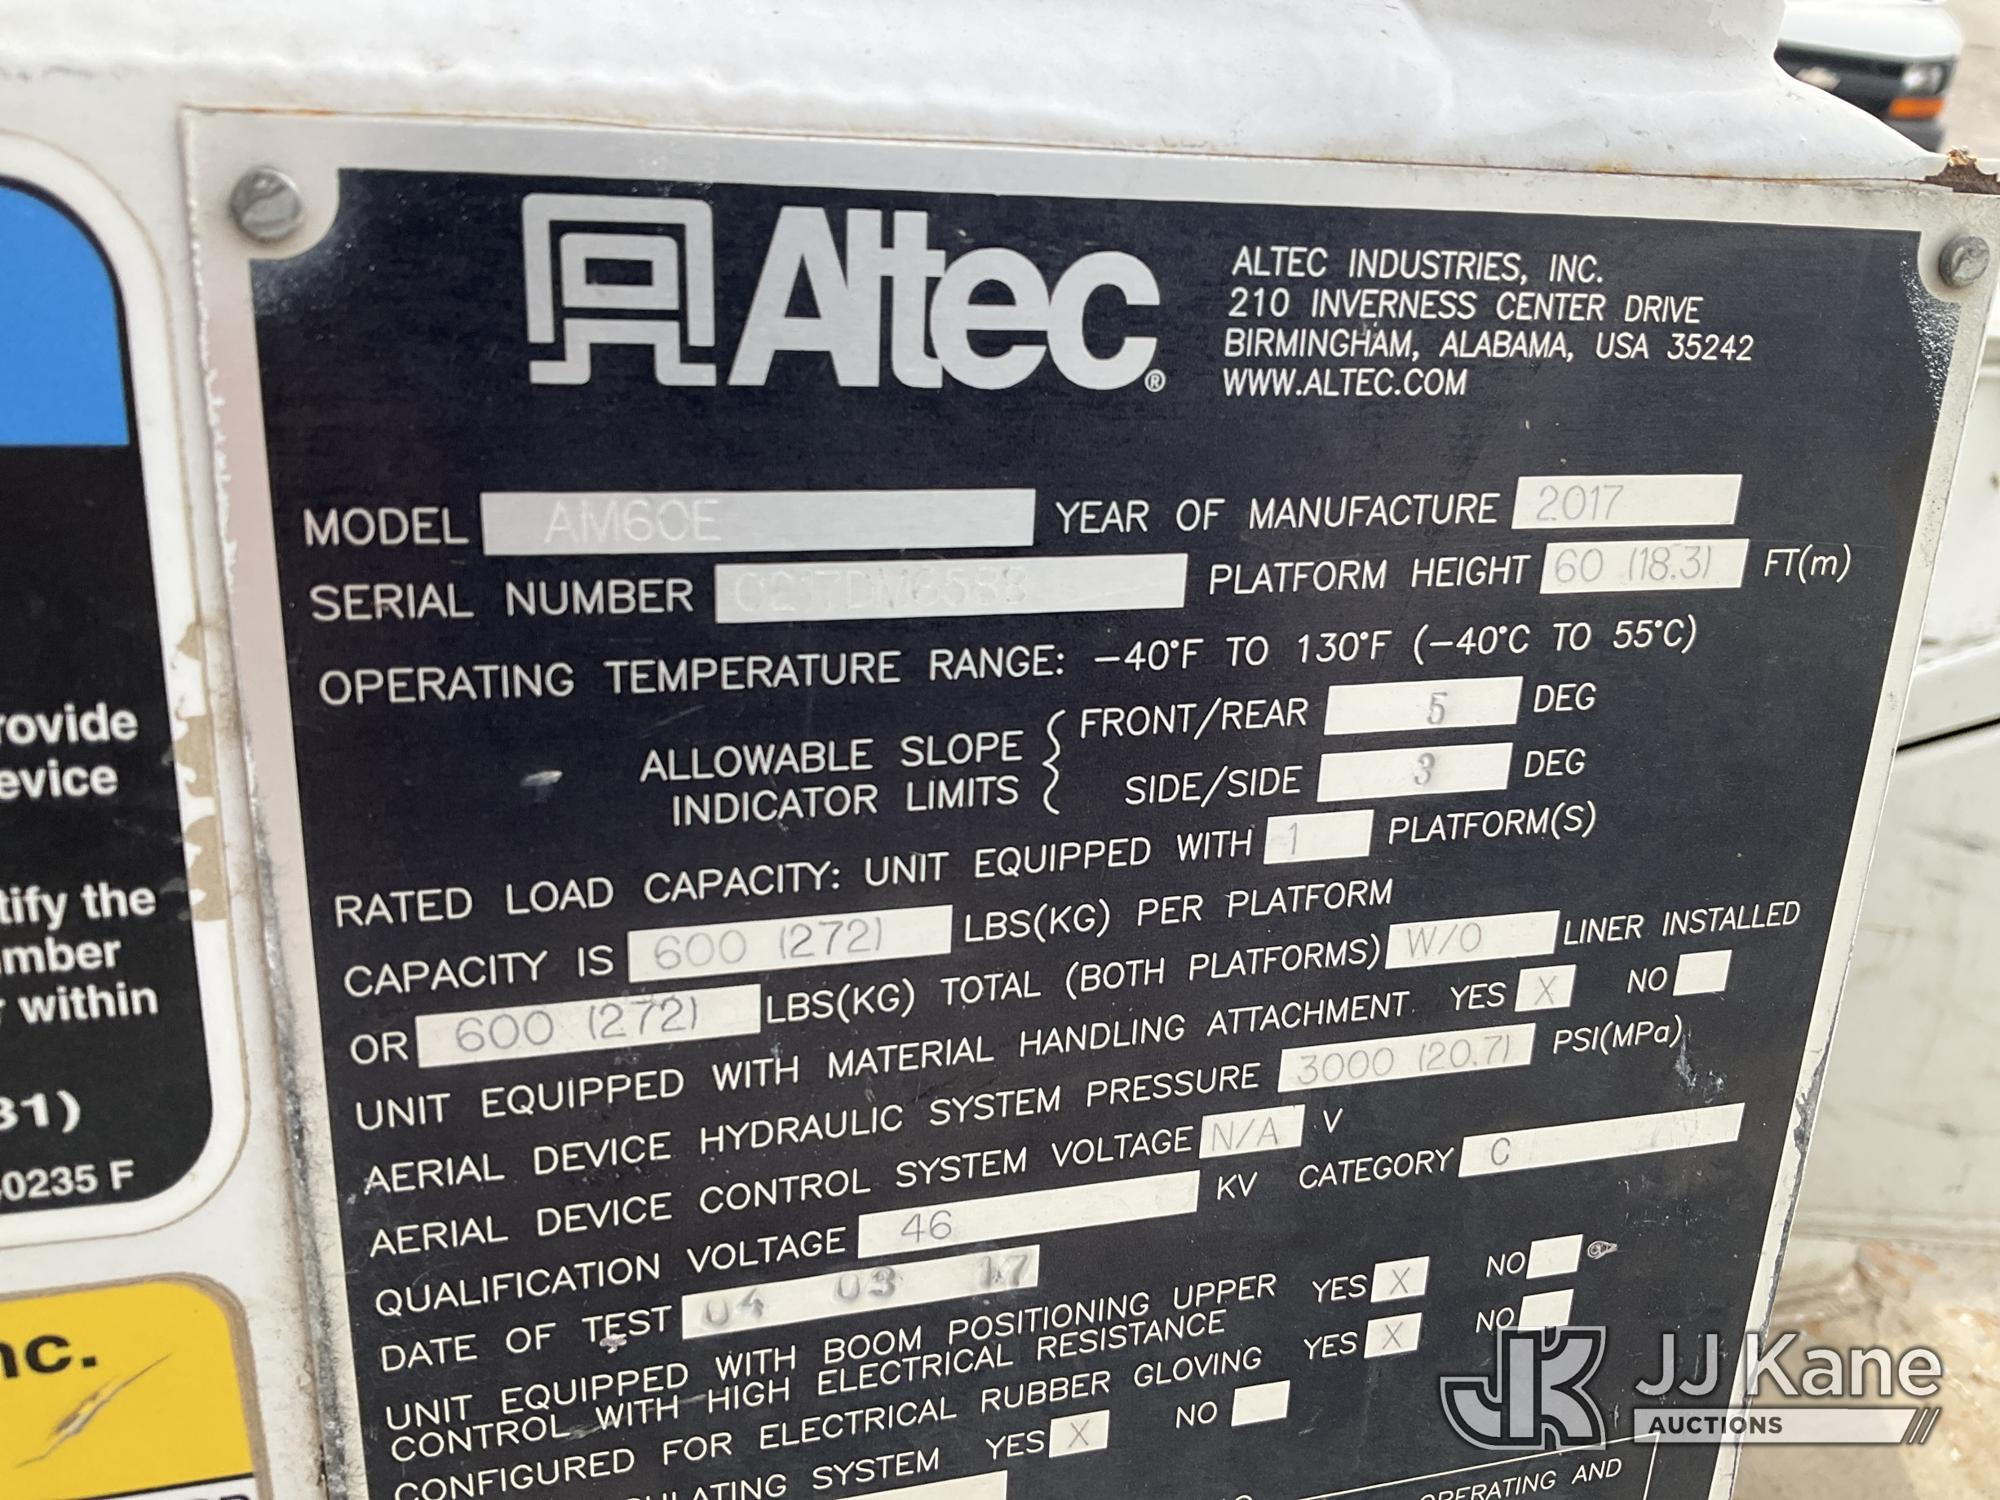 Altec®
ALTEC INDUSTRIES, INC.
210 INVERNESS CENTER DRIVE
BIRMINGHAM, ALABAMA, USA 35242
WWW.ALTEC.COM
MODEL AM60E YEAR OF MANUFACTURE 2017
SERIAL NUMBER PLATFORM HEIGHT 60 (18.3) FT(m)
OPERATING TEMPERATURE RANGE: -40°F TO 130°F (-40°C TO 55°C)
ALLOWABLE SLOPE INDICATOR LIMITS
FRONT/REAR 5 DEG
SIDE/SIDE 3 DEG
RATED LOAD CAPACITY: UNIT EQUIPPED WITH 1 PLATFORM(S)
CAPACITY IS 600 (272) LBS(KG) PER PLATFORM
OR 600 (272) LBS(KG) TOTAL (BOTH PLATFORMS) W/O LINER INSTALLED
UNIT EQUIPPED WITH MATERIAL HANDLING ATTACHMENT YES X NO
AERIAL DEVICE HYDRAULIC SYSTEM PRESSURE 3000 (20.7) PSI(MPa)
AERIAL DEVICE CONTROL SYSTEM VOLTAGE N/A V
QUALIFICATION VOLTAGE 46 KV CATEGORY C
DATE OF TEST 04 03 17
UNIT EQUIPPED WITH BOOM POSITIONING UPPER YES X NO
CONTROL WITH HIGH ELECTRICAL RESISTANCE
CONFIGURED FOR ELECTRICAL RUBBER GLOVING YES X NO
ULATING SYSTEM YES X NO
OPERATING AND
rovide
evice
tify the
mber
within
31)
0235 F
nc.
JK JJ Kane
AUCTIONS